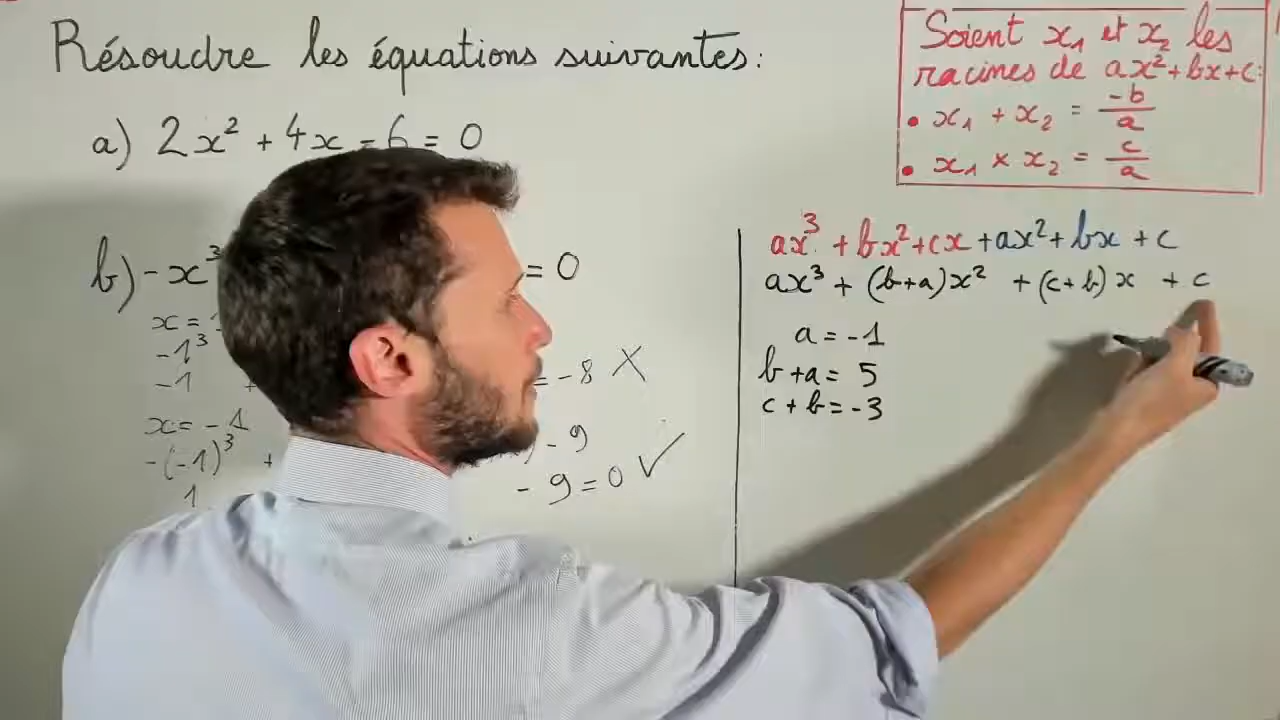 Résoudre les équations suivantes :
a) 2x² + 4x - 6 = 0
b) -x³
= 0
x =
-1³
= -8 X
-1 +
x = -1
-(-1)³ +
- 9
1
- 9 = 0 ✓
Soient x₁ et x₂ les
racines de ax²+bx+c :
• x₁ + x₂ = -b/a
• x₁ × x₂ = c/a
ax³ + bx² + cx + ax² + bx + c
ax³ + (b+a)x² + (c+b)x + c
a = -1
b + a = 5
c + b = -3